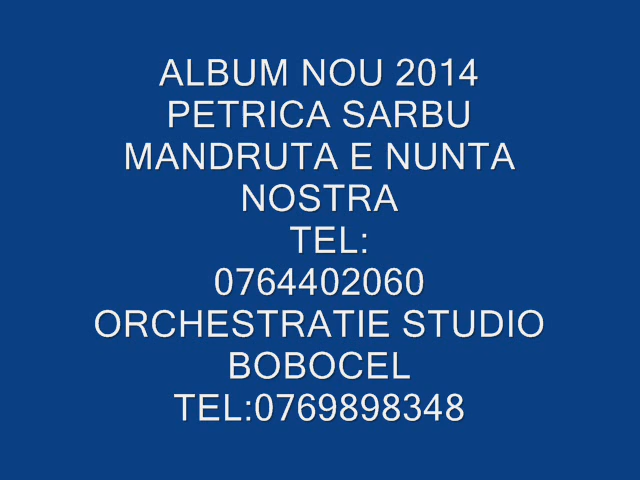 ALBUM NOU 2014
PETRICA SARBU
MANDRUTA E NUNTA
NOSTRA
TEL:
0764402060
ORCHESTRATIE STUDIO
BOBOCEL
TEL:0769898348